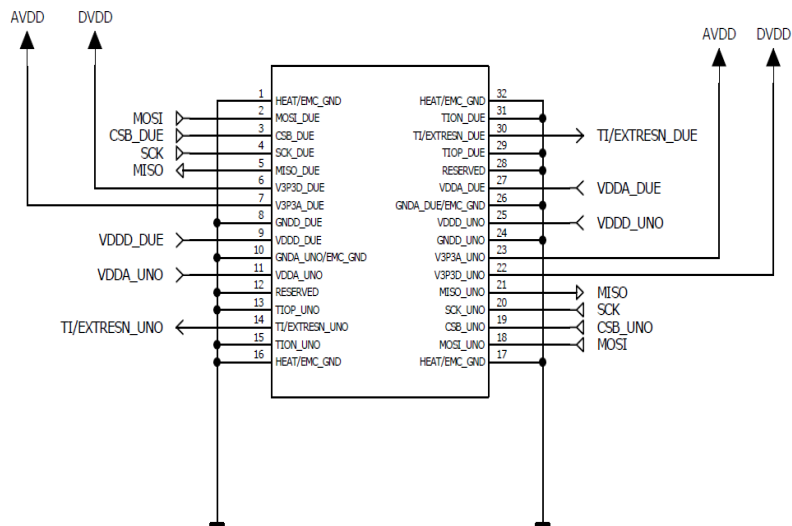 AVDD DVDD
AVDD DVDD
1 HEAT/EMC_GND HEAT/EMC_GND 32
MOSI 2 MOSI_DUE TION_DUE 31
CSB_DUE 3 CSB_DUE TI/EXTRESN_DUE 30 TI/EXTRESN_DUE
SCK 4 SCK_DUE TIOP_DUE 29
MISO 5 MISO_DUE RESERVED 28
6 V3P3D_DUE VDDA_DUE 27 VDDA_DUE
7 V3P3A_DUE GNDA_DUE/EMC_GND 26
8 GNDD_DUE VDDD_UNO 25 VDDD_UNO
VDDD_DUE 9 VDDD_DUE GNDD_UNO 24
10 GNDA_UNO/EMC_GND V3P3A_UNO 23
VDDA_UNO 11 VDDA_UNO V3P3D_UNO 22
12 RESERVED MISO_UNO 21 MISO
13 TIOP_UNO SCK_UNO 20 SCK
TI/EXTRESN_UNO 14 TI/EXTRESN_UNO CSB_UNO 19 CSB_UNO
15 TION_UNO MOSI_UNO 18 MOSI
16 HEAT/EMC_GND HEAT/EMC_GND 17